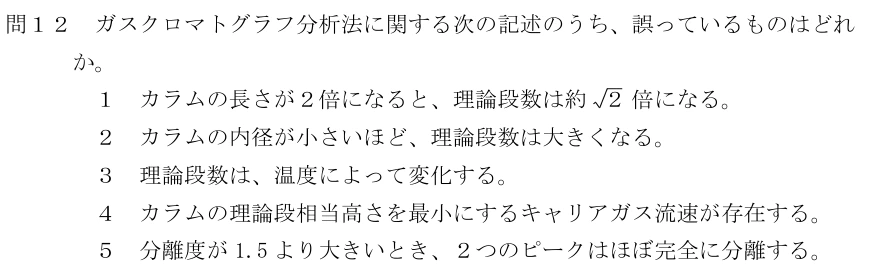 問１２　ガスクロマトグラフ分析法に関する次の記述のうち、誤っているものはどれ
か。
１　カラムの長さが２倍になると、理論段数は約 √2 倍になる。
２　カラムの内径が小さいほど、理論段数は大きくなる。
３　理論段数は、温度によって変化する。
４　カラムの理論段相当高さを最小にするキャリアガス流速が存在する。
５　分離度が 1.5 より大きいとき、２つのピークはほぼ完全に分離する。